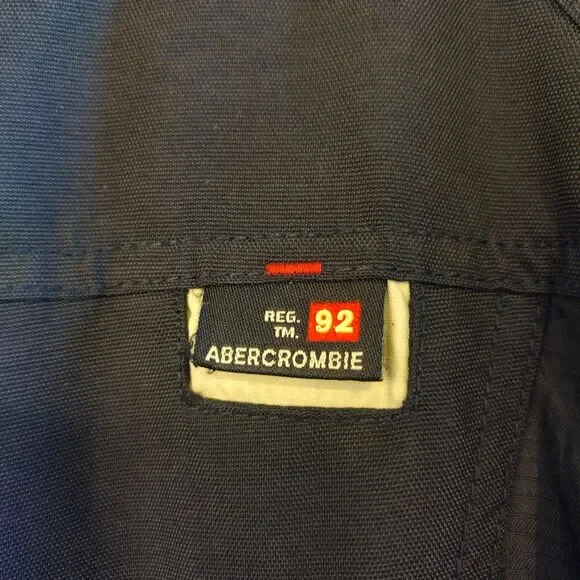 REG. 92
TM.
ABERCROMBIE